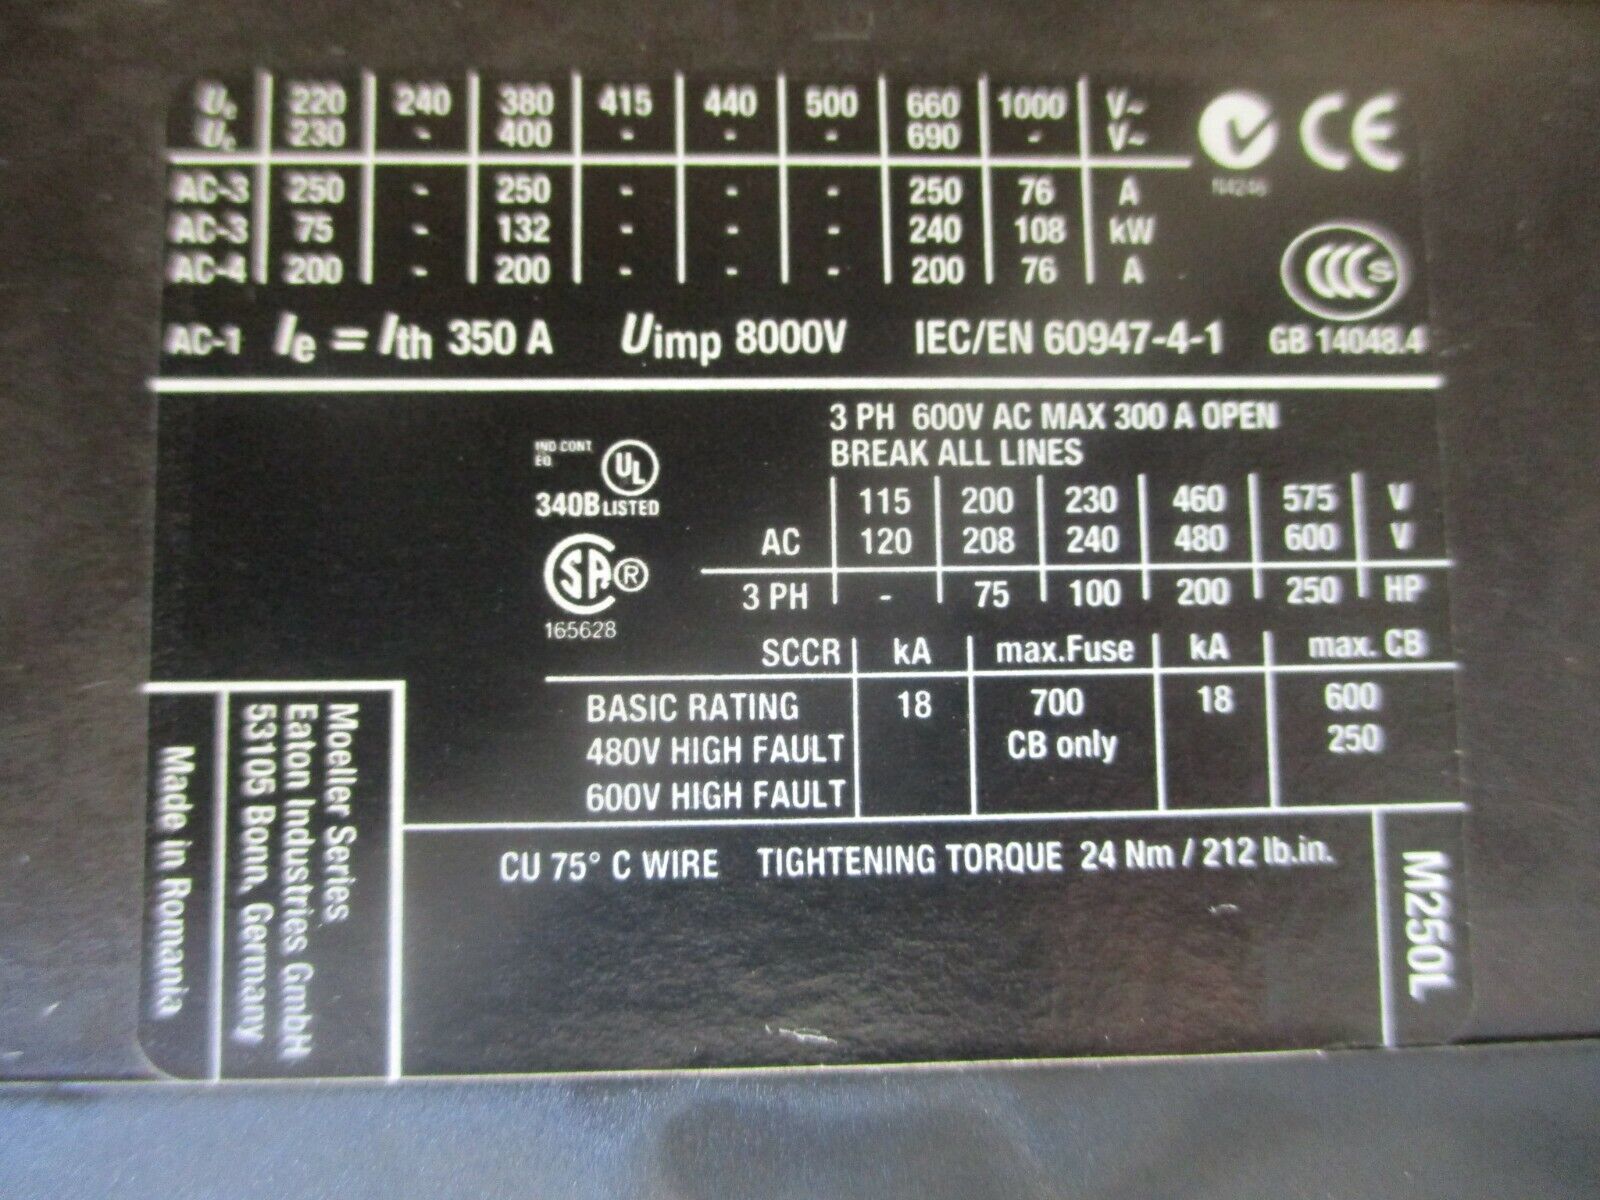 Ue 220 240 380 415 440 500 660 1000 V~
Ue 230 - 400 - - - 690 - V~
AC-3 250 - 250 - - - 250 76 A
AC-3 75 - 132 - - - 240 108 kW
AC-4 200 - 200 - - - 200 76 A
AC-1 Ie = Ith 350 A Uimp 8000V IEC/EN 60947-4-1 GB 14048.4
N4246
CE
CCC S
3 PH 600V AC MAX 300 A OPEN
BREAK ALL LINES
IND.CONT.
EQ.
UL
340B LISTED
115 200 230 460 575 V
AC 120 208 240 480 600 V
3 PH - 75 100 200 250 HP
SA ®
165628
SCCR kA max.Fuse kA max. CB
BASIC RATING 18 700 18 600
480V HIGH FAULT CB only 250
600V HIGH FAULT
CU 75° C WIRE TIGHTENING TORQUE 24 Nm / 212 lb.in.
M250L
Moeller Series
Eaton Industries GmbH
53105 Bonn, Germany
Made in Romania